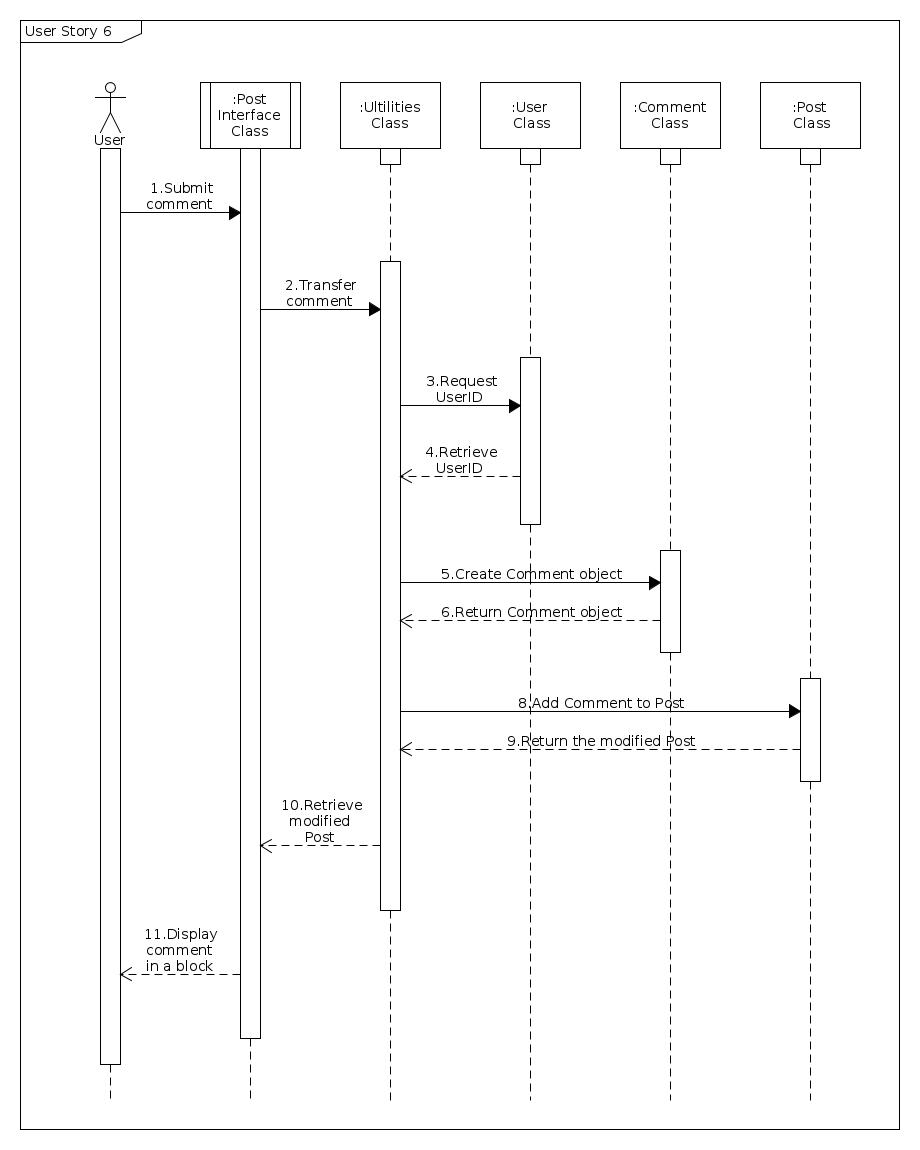 User Story 6
:Post
Interface
Class
:Ultilities
Class
:User
Class
:Comment
Class
:Post
Class
User
1.Submit
comment
2.Transfer
comment
3.Request
UserID
4.Retrieve
UserID
5.Create Comment object
6.Return Comment object
8.Add Comment to Post
9.Return the modified Post
10.Retrieve
modified
Post
11.Display
comment
in a block